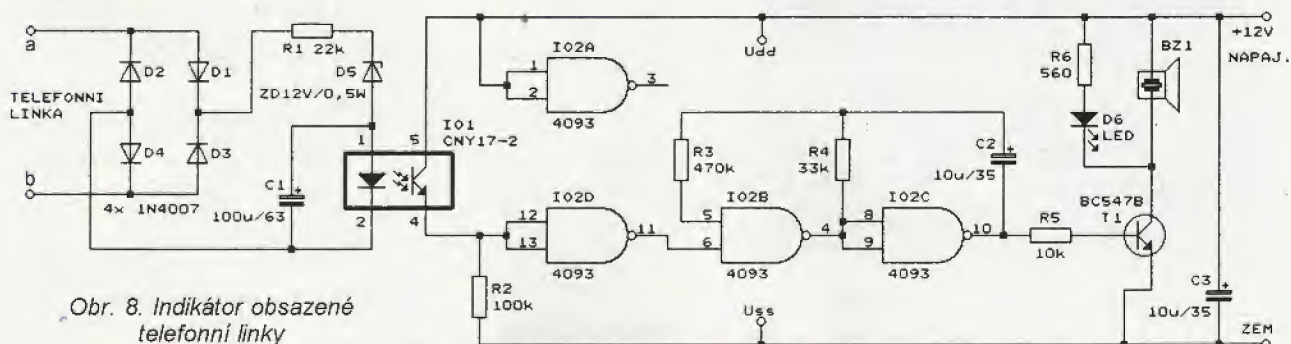 a
TELEFONNI
LINKA
b
D2
D1
D4
D3
4x 1N4007
R1 22k
D5
ZD12V/0,5W
C1
100u/63
1
2
5
4
IO1
CNY17-2
IO2A
1
2
3
4093
Udd
IO2D
12
13
11
4093
R2
100k
R3
470k
IO2B
5
6
4
4093
R4
33k
IO2C
8
9
10
4093
C2
10u/35
R5
10k
R6
560
D6
LED
BZ1
BC547B
T1
C3
10u/35
+12V
NAPAJ.
Uss
ZEM
Obr. 8. Indikátor obsazené
telefonní linky